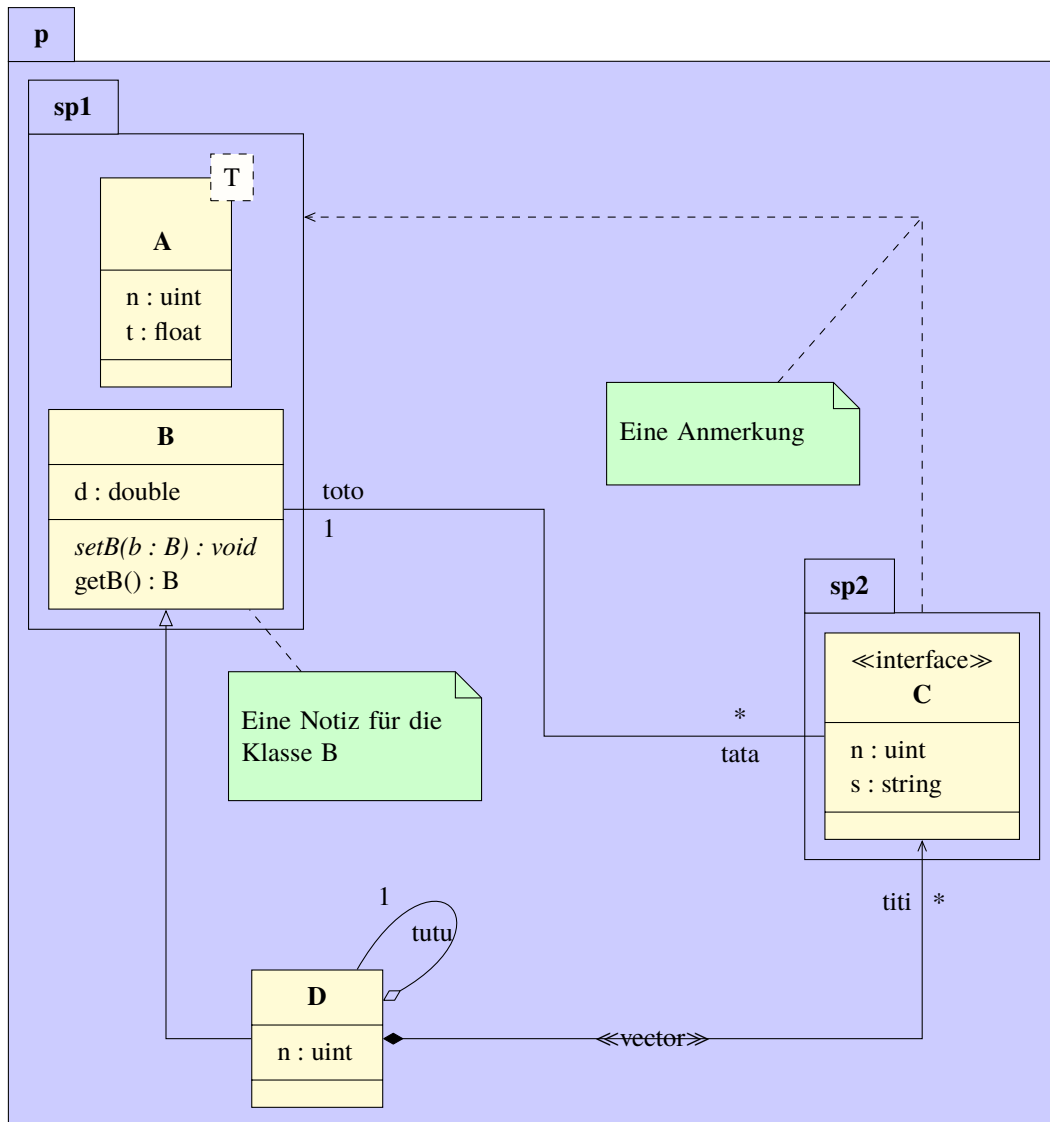 p
sp1
T
A
n : uint
t : float
B
d : double
setB(b : B) : void
getB() : B
toto
1
Eine Anmerkung
sp2
≪interface≫
C
n : uint
s : string
*
tata
Eine Notiz für die
Klasse B
titi *
1
tutu
D
n : uint
≪vector≫